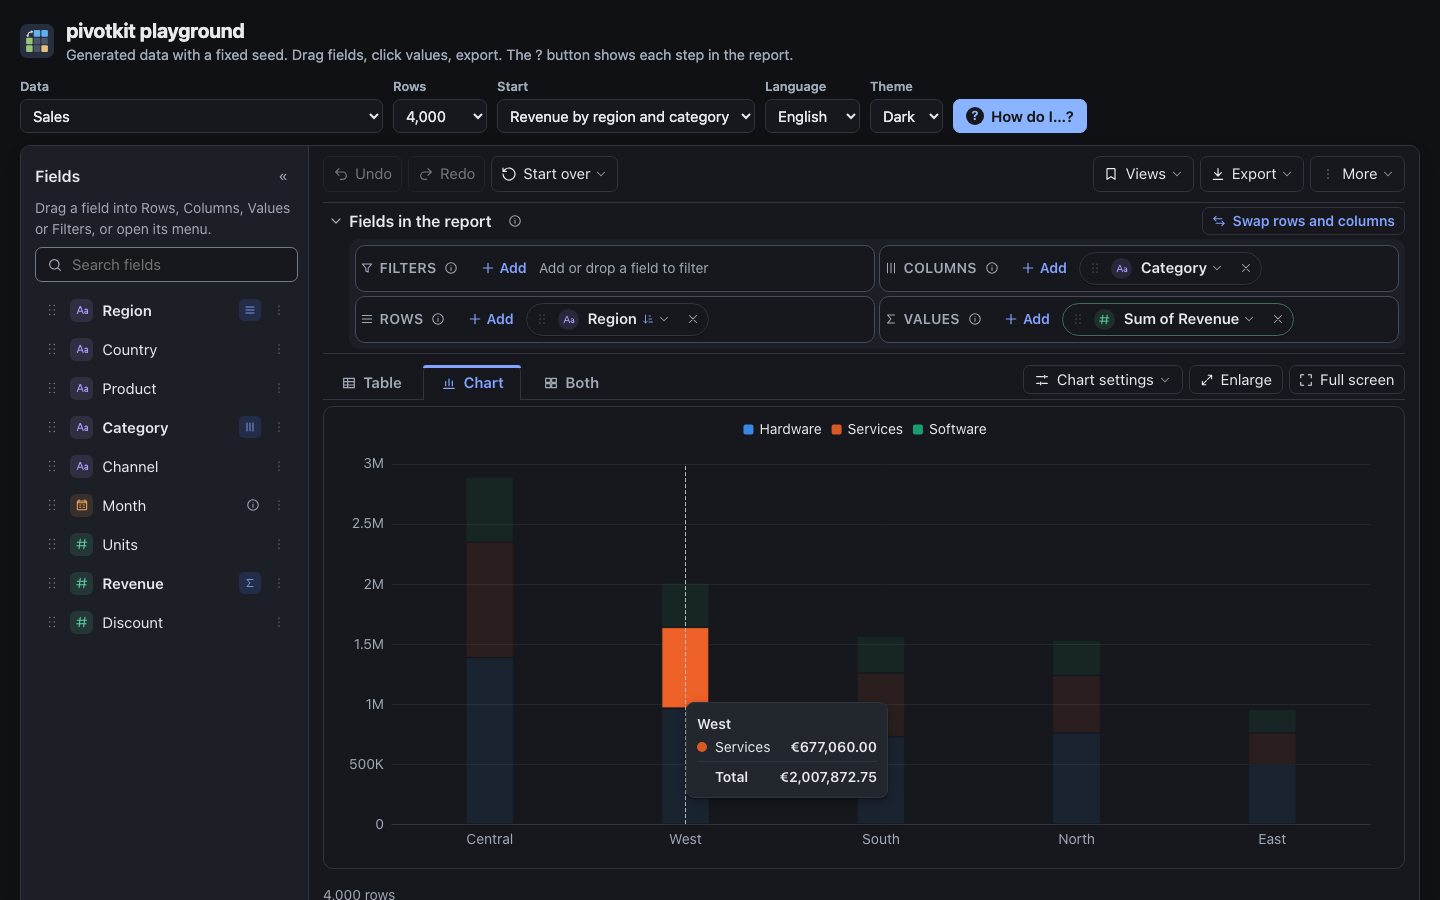 pivotkit playground
Generated data with a fixed seed. Drag fields, click values, export. The ? button shows each step in the report.
Data
Rows
Start
Language
Theme
Sales
4,000
Revenue by region and category
English
Dark
? How do I...?
Fields
«
Drag a field into Rows, Columns, Values
or Filters, or open its menu.
Search fields
Aa Region
Aa Country
Aa Product
Aa Category
Aa Channel
Month
# Units
# Revenue Σ
# Discount
Undo
Redo
Start over
Views
Export
More
Fields in the report
Swap rows and columns
FILTERS + Add Add or drop a field to filter
COLUMNS + Add Aa Category ×
ROWS + Add Aa Region ×
Σ VALUES + Add # Sum of Revenue ×
Table
Chart
Both
Chart settings
Enlarge
Full screen
Hardware Services Software
3M
2.5M
2M
1.5M
1M
500K
0
West
Services €677,060.00
Total €2,007,872.75
Central
West
South
North
East
4,000 rows